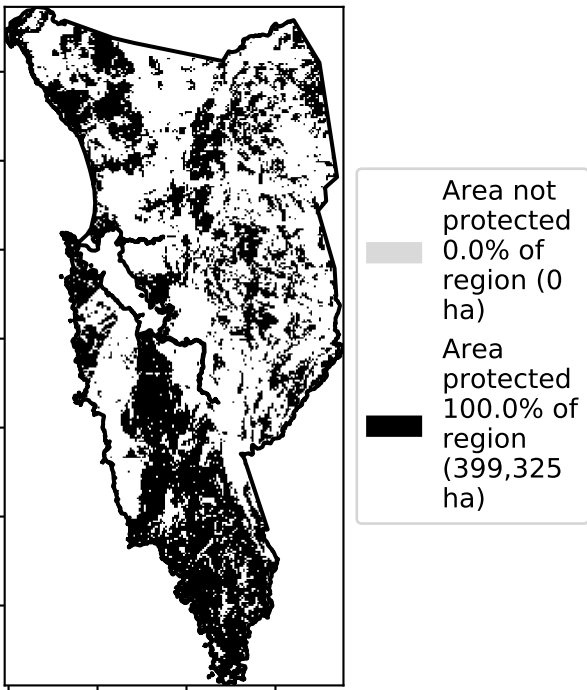 Area not
protected
0.0% of
region (0
ha)
Area
protected
100.0% of
region
(399,325
ha)